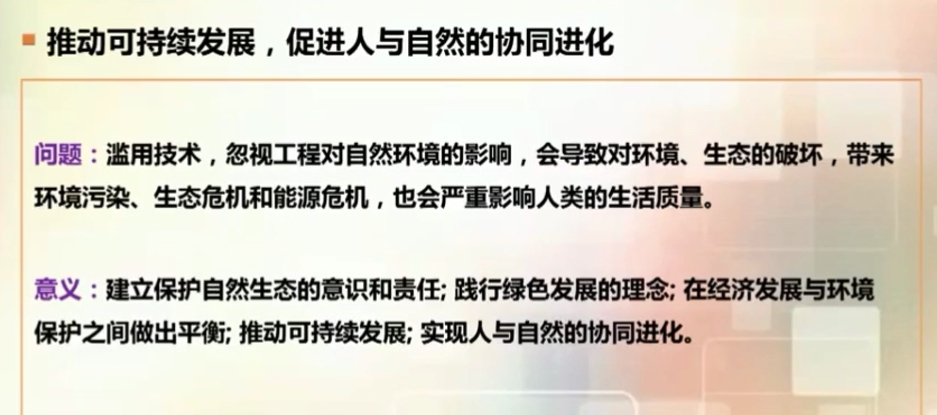 推动可持续发展，促进人与自然的协同进化
问题：滥用技术，忽视工程对自然环境的影响，会导致对环境、生态的破坏，带来
环境污染、生态危机和能源危机，也会严重影响人类的生活质量。
意义：建立保护自然生态的意识和责任; 践行绿色发展的理念; 在经济发展与环境
保护之间做出平衡; 推动可持续发展; 实现人与自然的协同进化。